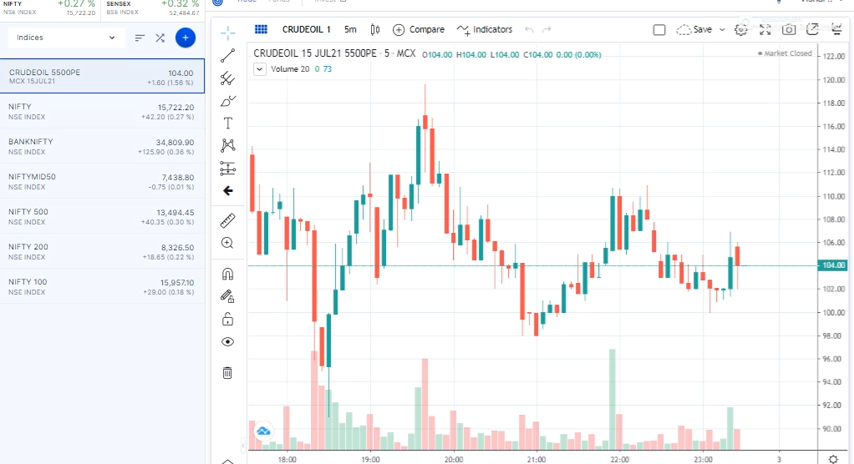 NIFTY +0.27 %
NSE INDEX 15,722.20
SENSEX +0.32 %
BSE INDEX 52,484.67
Indices
CRUDEOIL 5500PE 104.00
MCX 15JUL21 +1.60 (1.56 %)
NIFTY 15,722.20
NSE INDEX +42.20 (0.27 %)
BANKNIFTY 34,809.90
NSE INDEX +125.90 (0.36 %)
NIFTYMID50 7,438.80
NSE INDEX -0.75 (0.01 %)
NIFTY 500 13,494.45
NSE INDEX +40.35 (0.30 %)
NIFTY 200 8,326.50
NSE INDEX +18.65 (0.22 %)
NIFTY 100 15,957.10
NSE INDEX +29.00 (0.18 %)
CRUDEOIL 1 5m Compare Indicators Save
CRUDEOIL 15 JUL21 5500PE · 5 · MCX O104.00 H104.00 L104.00 C104.00 0.00 (0.00%)
Market Closed
Volume 20 0 73
122.00
120.00
118.00
116.00
114.00
112.00
110.00
108.00
106.00
104.00
102.00
100.00
98.00
96.00
94.00
92.00
90.00
18:00 19:00 20:00 21:00 22:00 23:00 3